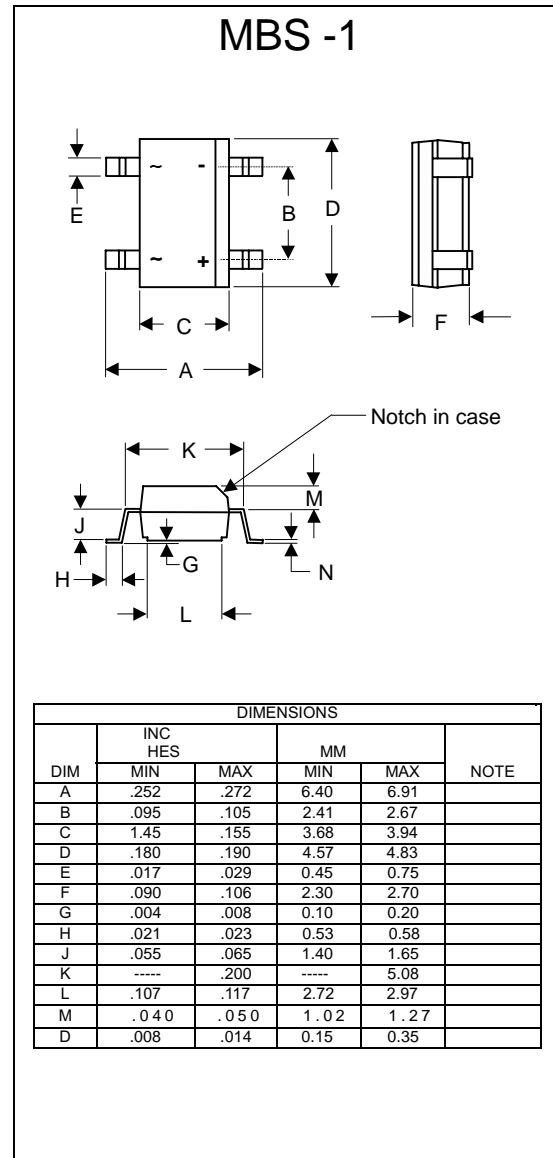 MBS -1
~ -
E
B
D
~ +
C
F
A
Notch in case
K
M
J
G
N
H
L
DIMENSIONS
INC
HES MM
DIM MIN MAX MIN MAX NOTE
A .252 .272 6.40 6.91
B .095 .105 2.41 2.67
C 1.45 .155 3.68 3.94
D .180 .190 4.57 4.83
E .017 .029 0.45 0.75
F .090 .106 2.30 2.70
G .004 .008 0.10 0.20
H .021 .023 0.53 0.58
J .055 .065 1.40 1.65
K ----- .200 ----- 5.08
L .107 .117 2.72 2.97
M .040 .050 1.02 1.27
D .008 .014 0.15 0.35